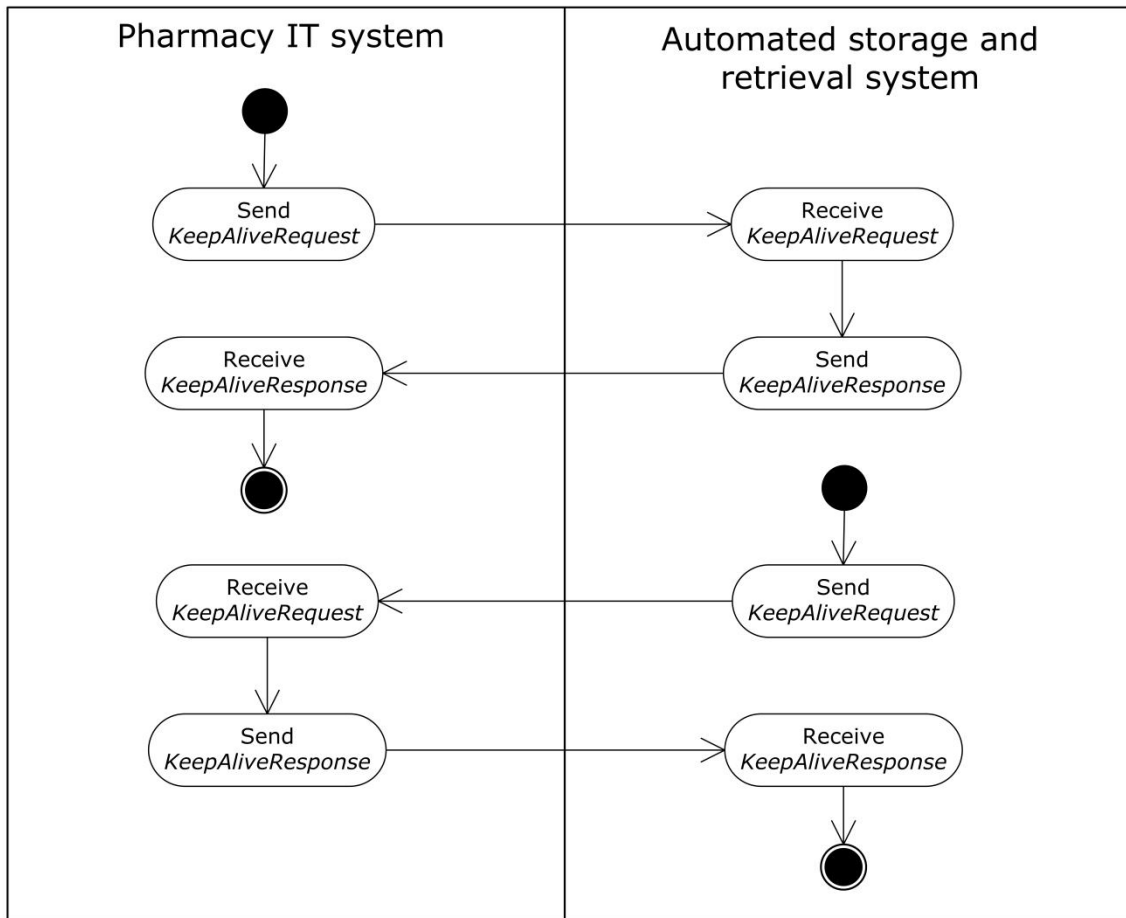 Pharmacy IT system
Automated storage and
retrieval system
Send
KeepAliveRequest
Receive
KeepAliveRequest
Receive
KeepAliveResponse
Send
KeepAliveResponse
Receive
KeepAliveRequest
Send
KeepAliveRequest
Send
KeepAliveResponse
Receive
KeepAliveResponse